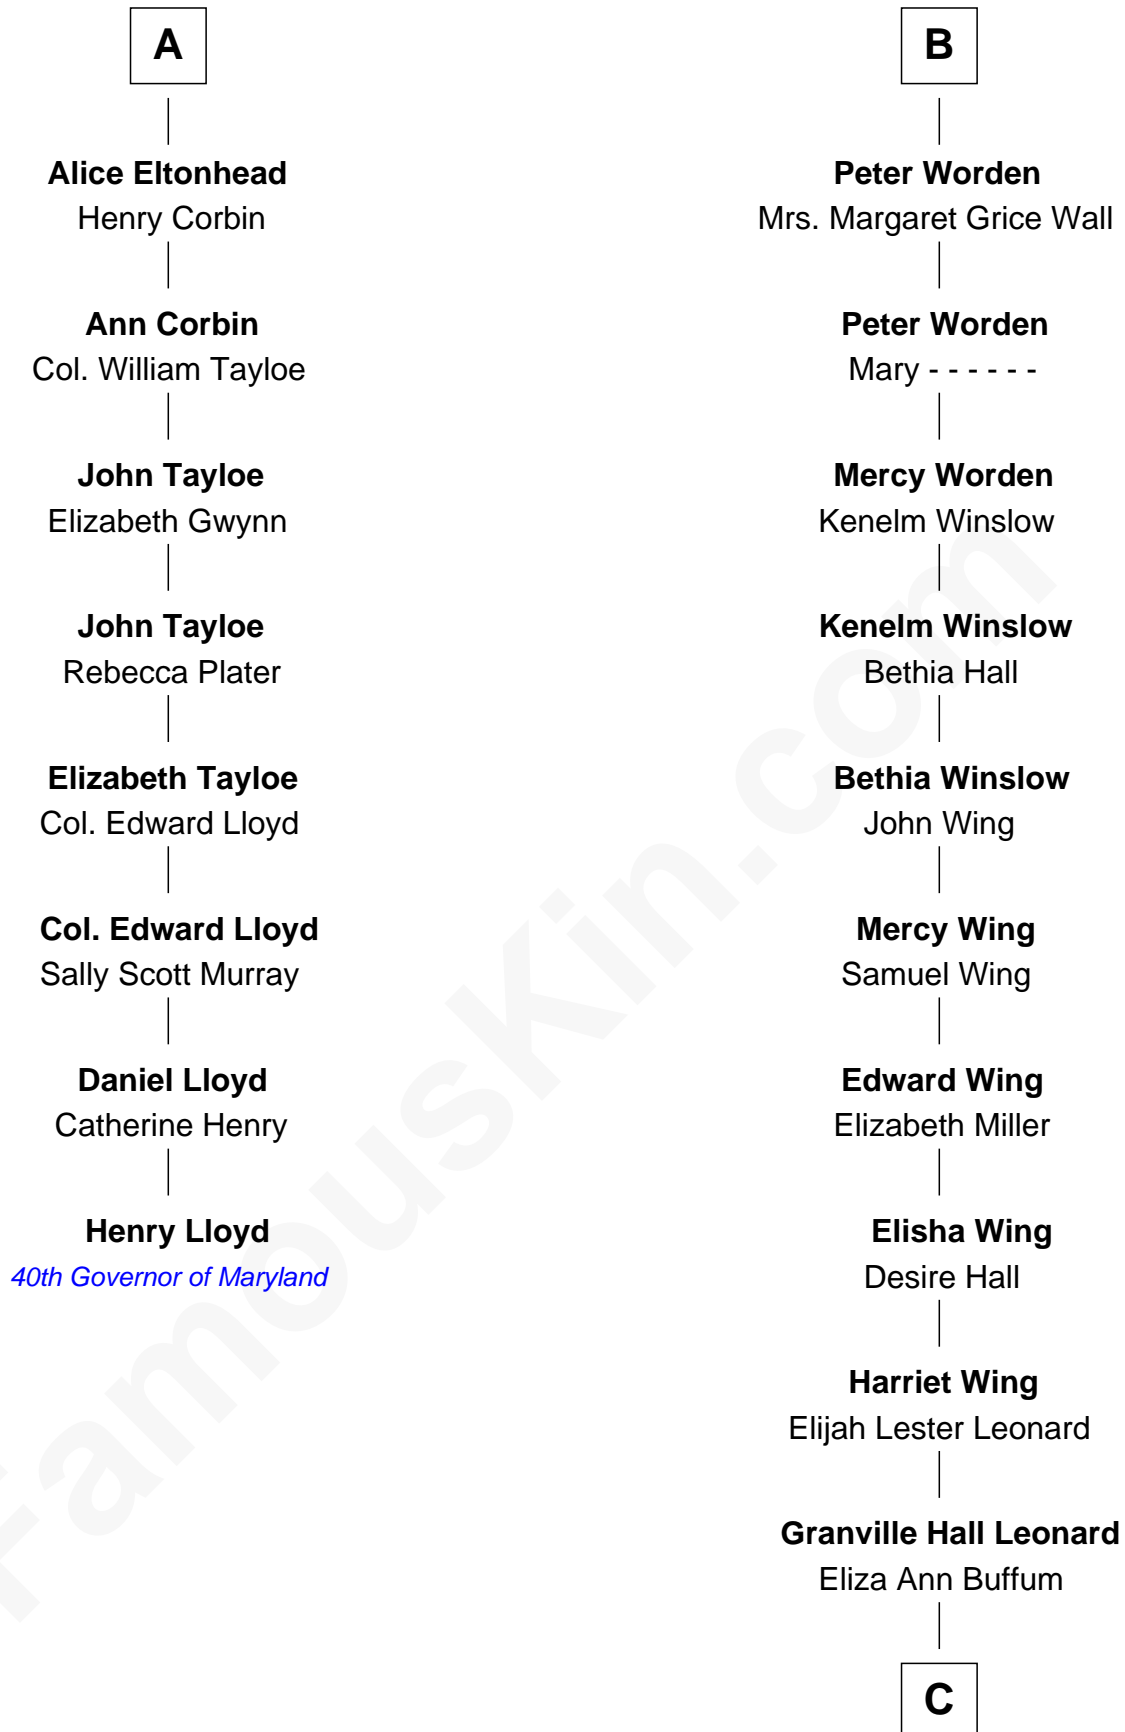 A
Alice Eltonhead
Henry Corbin
Ann Corbin
Col. William Tayloe
John Tayloe
Elizabeth Gwynn
John Tayloe
Rebecca Plater
Elizabeth Tayloe
Col. Edward Lloyd
Col. Edward Lloyd
Sally Scott Murray
Daniel Lloyd
Catherine Henry
Henry Lloyd
40th Governor of Maryland
B
Peter Worden
Mrs. Margaret Grice Wall
Peter Worden
Mary - - - - - -
Mercy Worden
Kenelm Winslow
Kenelm Winslow
Bethia Hall
Bethia Winslow
John Wing
Mercy Wing
Samuel Wing
Edward Wing
Elizabeth Miller
Elisha Wing
Desire Hall
Harriet Wing
Elijah Lester Leonard
Granville Hall Leonard
Eliza Ann Buffum
C
FamousKin.com